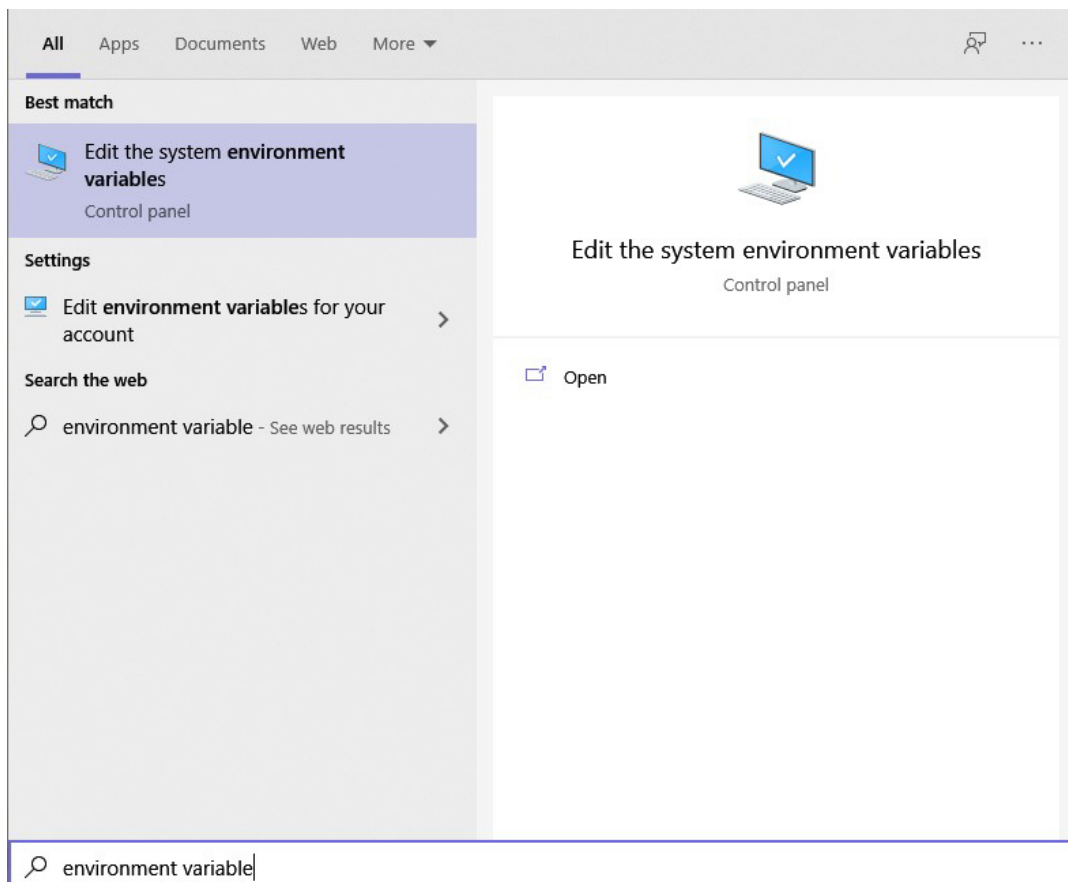 All Apps Documents Web More
Best match
Edit the system environment
variables
Control panel
Settings
Edit environment variables for your
account
Search the web
environment variable - See web results
Edit the system environment variables
Control panel
Open
environment variable